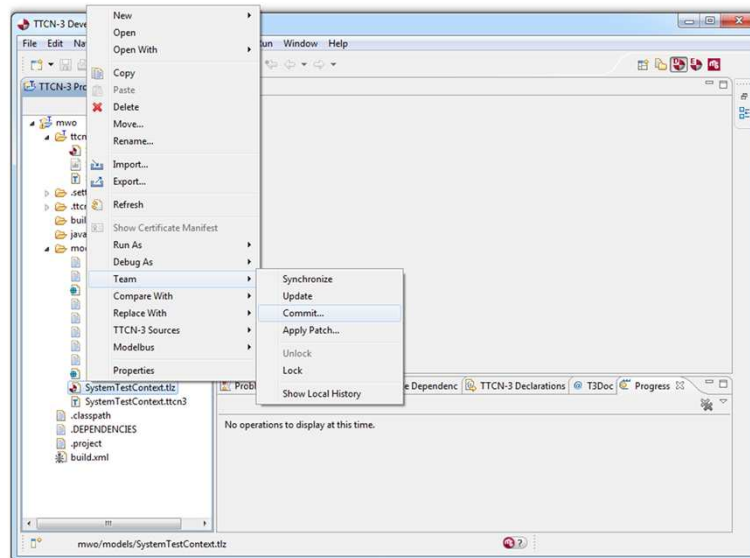 TTCN-3 Deve
File Edit Na
un Window Help
TTCN-3 Pro
mwo
ttcn
.sett
.ttcn
buil
java
mod
SystemTestContext.tlz
SystemTestContext.ttcn3
.classpath
.DEPENDENCIES
.project
build.xml
New
Open
Open With
Copy
Paste
Delete
Move...
Rename...
Import...
Export...
Refresh
Show Certificate Manifest
Run As
Debug As
Team
Compare With
Replace With
TTCN-3 Sources
Modelbus
Properties
Synchronize
Update
Commit...
Apply Patch...
Unlock
Lock
Show Local History
Probl
e Dependenc TTCN-3 Declarations @ T3Doc Progress
No operations to display at this time.
mwo/models/SystemTestContext.tlz